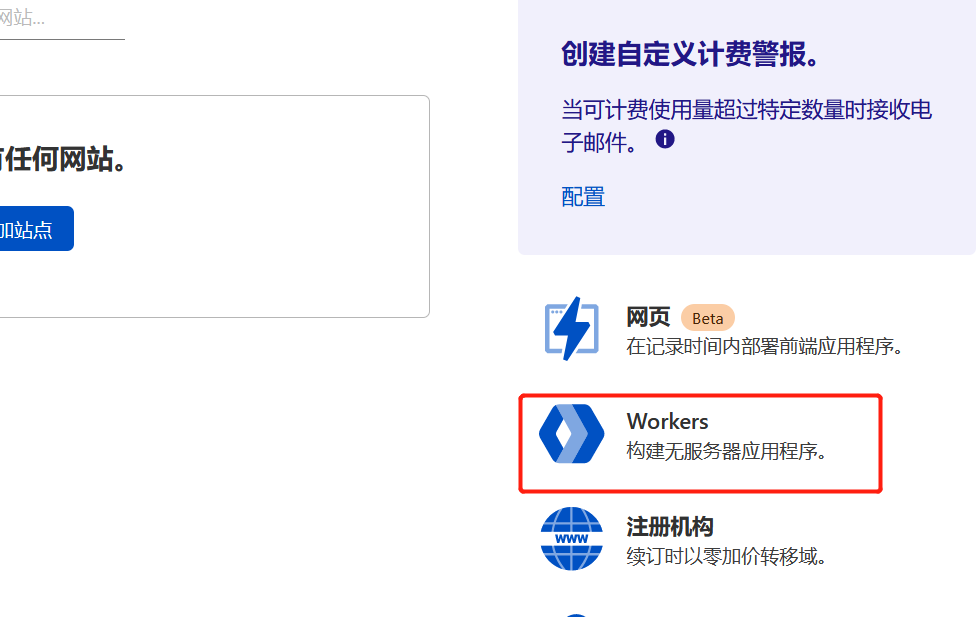 网站...
任何网站。
加站点
创建自定义计费警报。
当可计费使用量超过特定数量时接收电
子邮件。
配置
网页 Beta
在记录时间内部署前端应用程序。
Workers
构建无服务器应用程序。
www
注册机构
续订时以零加价转移域。